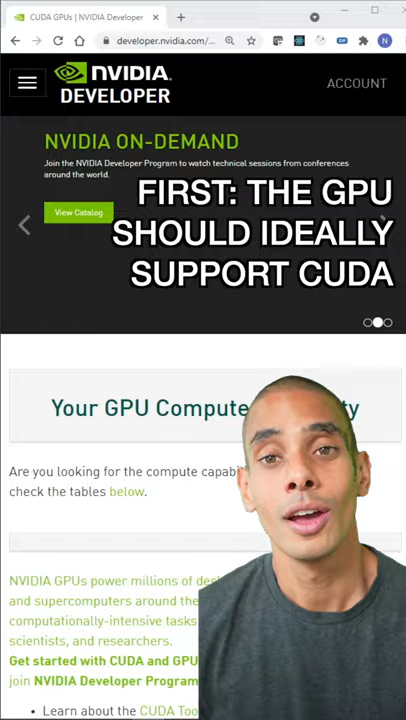 CUDA GPUs | NVIDIA Developer
developer.nvidia.com/...
ZIP
N
NVIDIA.
DEVELOPER
ACCOUNT
NVIDIA ON-DEMAND
Join the NVIDIA Developer Program to watch technical sessions from conferences
around the world.
View Catalog
FIRST: THE GPU
SHOULD IDEALLY
SUPPORT CUDA
Your GPU Compute
Are you looking for the compute
check the tables below.
NVIDIA GPUs power millions of
and supercomputers around the
computationally-intensive tasks
scientists, and researchers.
Get started with CUDA and GPU
join NVIDIA Developer Program
• Learn about the CUDA